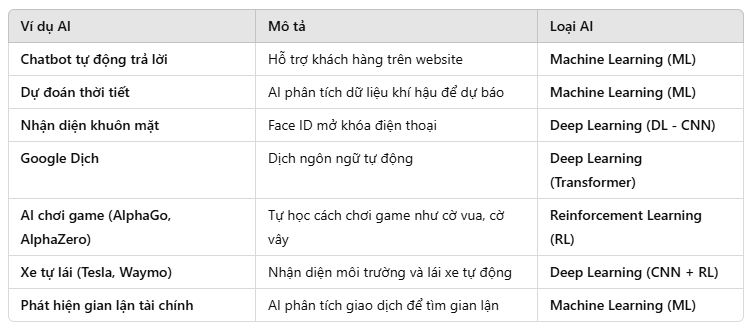 Ví dụ AI Mô tả Loại AI
Chatbot tự động trả lời Hỗ trợ khách hàng trên website Machine Learning (ML)
Dự đoán thời tiết AI phân tích dữ liệu khí hậu để dự báo Machine Learning (ML)
Nhận diện khuôn mặt Face ID mở khóa điện thoại Deep Learning (DL - CNN)
Google Dịch Dịch ngôn ngữ tự động Deep Learning
(Transformer)
AI chơi game (AlphaGo, Tự học cách chơi game như cờ vua, cờ Reinforcement Learning
AlphaZero) vây (RL)
Xe tự lái (Tesla, Waymo) Nhận diện môi trường và lái xe tự động Deep Learning (CNN + RL)
Phát hiện gian lận tài chính AI phân tích giao dịch để tìm gian lận Machine Learning (ML)